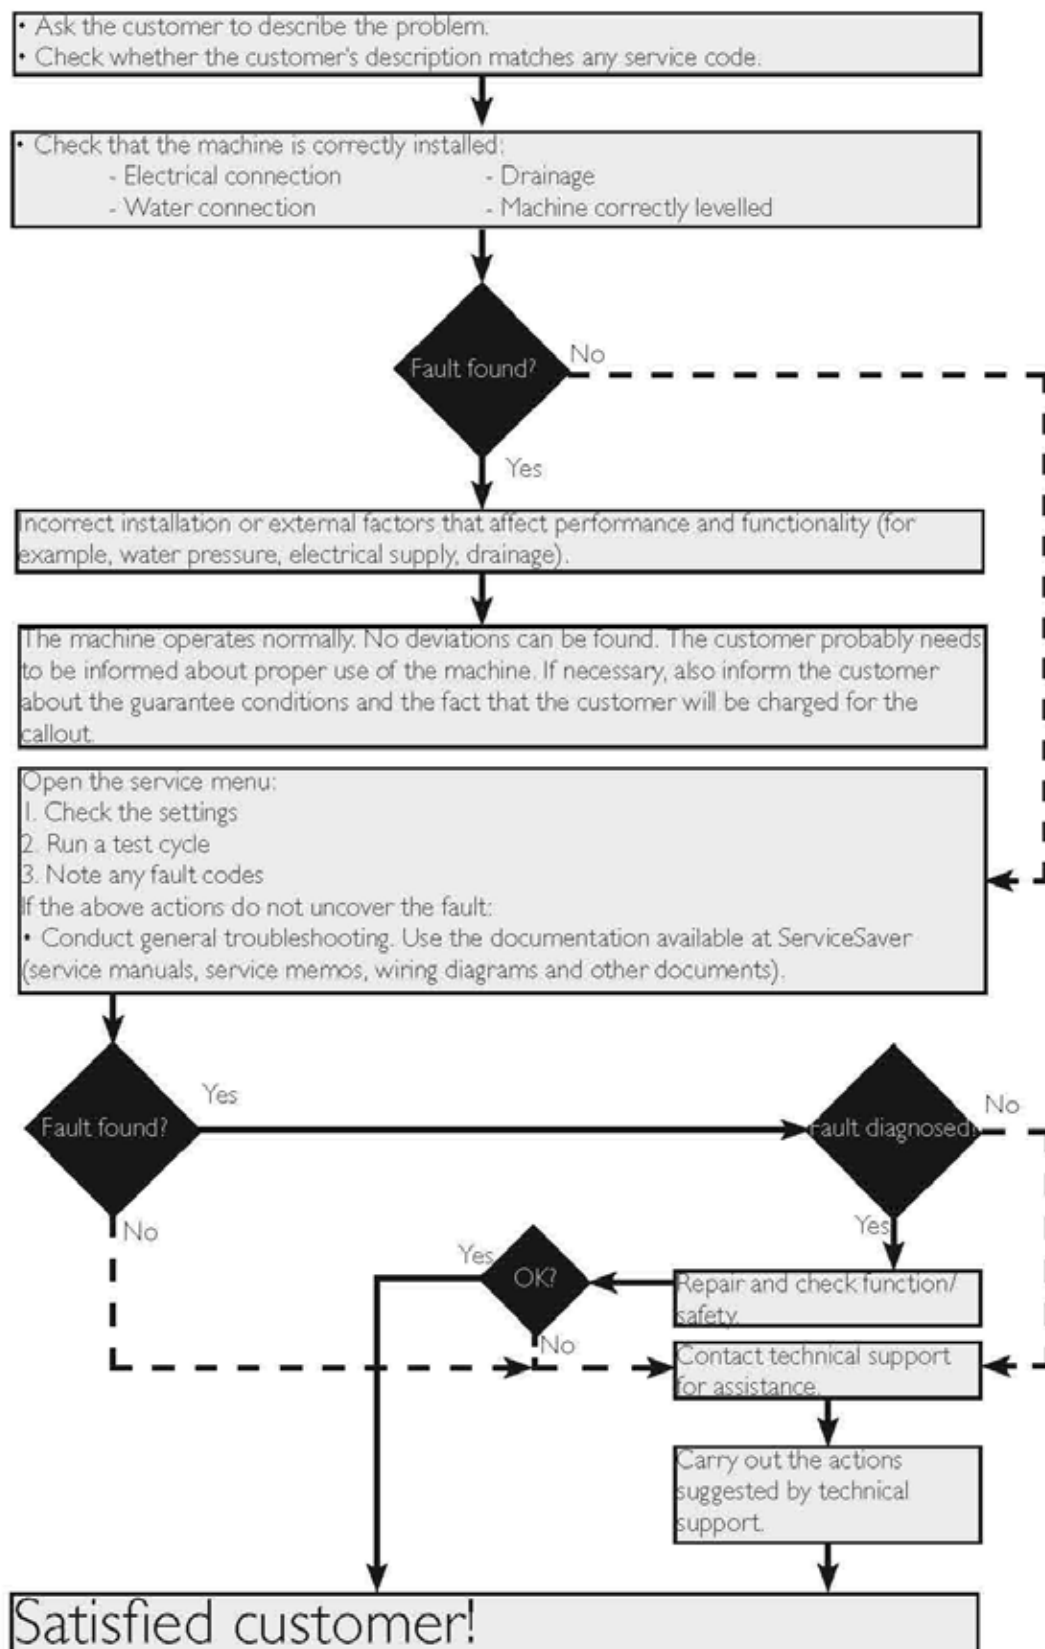 • Ask the customer to describe the problem.
• Check whether the customer's description matches any service code.
• Check that the machine is correctly installed:
- Electrical connection - Drainage
- Water connection - Machine correctly levelled
Fault found?
No
Yes
Incorrect installation or external factors that affect performance and functionality (for
example, water pressure, electrical supply, drainage).
The machine operates normally. No deviations can be found. The customer probably needs
to be informed about proper use of the machine. If necessary, also inform the customer
about the guarantee conditions and the fact that the customer will be charged for the
callout.
Open the service menu:
1. Check the settings
2. Run a test cycle
3. Note any fault codes
If the above actions do not uncover the fault:
• Conduct general troubleshooting. Use the documentation available at ServiceSaver
(service manuals, service memos, wiring diagrams and other documents).
Fault found?
Yes
Fault diagnosed?
No
No
Yes
Yes
OK?
Repair and check function/
safety.
No
Contact technical support
for assistance.
Carry out the actions
suggested by technical
support.
Satisfied customer!